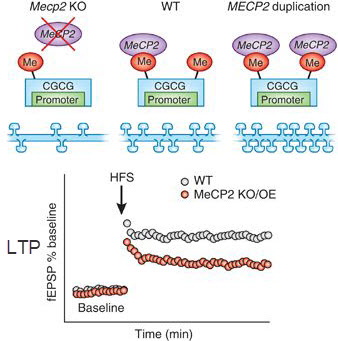 Mecp2 KO
WT
MECP2 duplication
MeCP2
MeCP2
MeCP2
MeCP2
Me
Me
Me
Me
Me
CGCG
CGCG
CGCG
Promoter
Promoter
Promoter
HFS
WT
MeCP2 KO/OE
LTP
fEPSP % baseline
Baseline
Time (min)